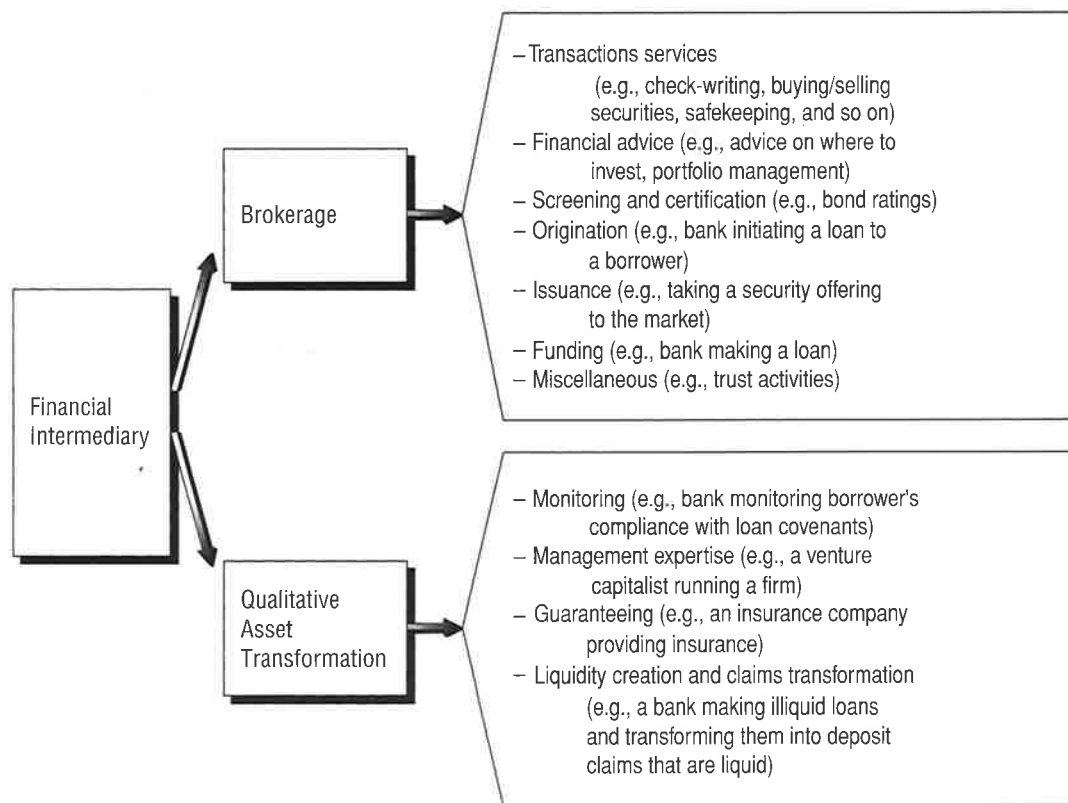 – Transactions services
(e.g., check-writing, buying/selling
securities, safekeeping, and so on)
– Financial advice (e.g., advice on where to
invest, portfolio management)
– Screening and certification (e.g., bond ratings)
– Origination (e.g., bank initiating a loan to
a borrower)
– Issuance (e.g., taking a security offering
to the market)
– Funding (e.g., bank making a loan)
– Miscellaneous (e.g., trust activities)
Brokerage
Financial
Intermediary
Qualitative
Asset
Transformation
– Monitoring (e.g., bank monitoring borrower's
compliance with loan covenants)
– Management expertise (e.g., a venture
capitalist running a firm)
– Guaranteeing (e.g., an insurance company
providing insurance)
– Liquidity creation and claims transformation
(e.g., a bank making illiquid loans
and transforming them into deposit
claims that are liquid)